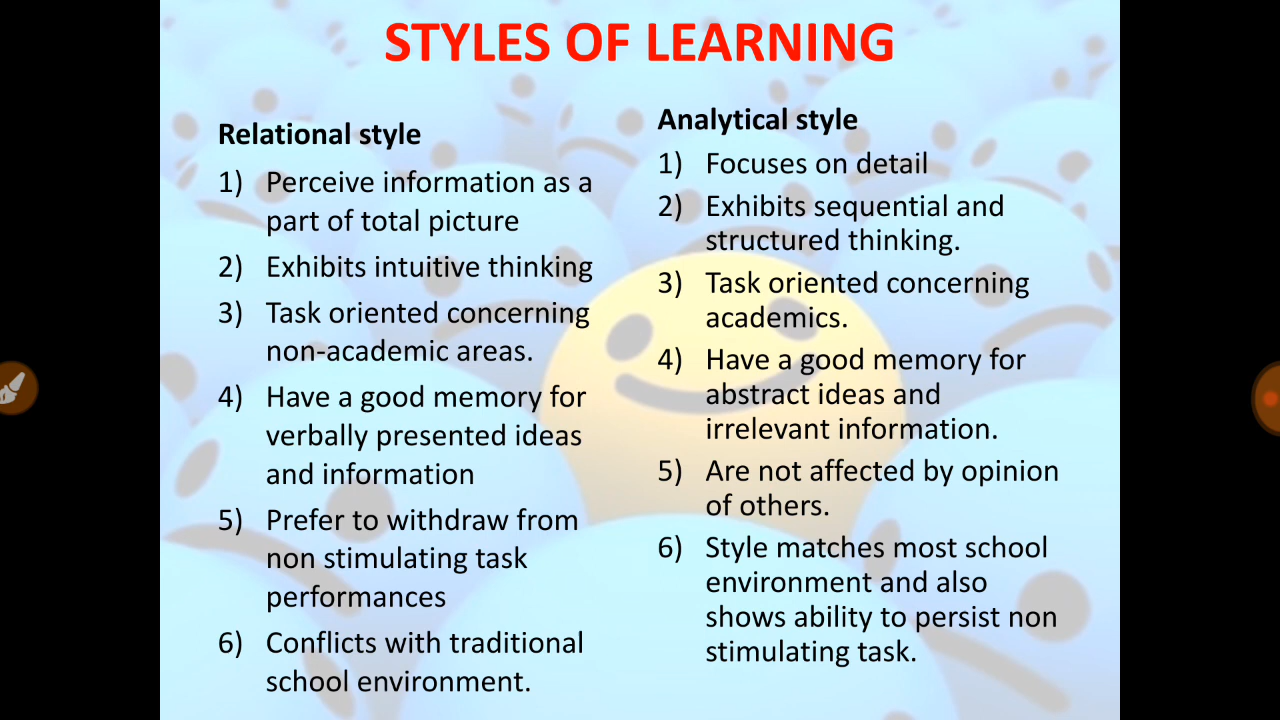 STYLES OF LEARNING
Relational style
1) Perceive information as a
part of total picture
2) Exhibits intuitive thinking
3) Task oriented concerning
non-academic areas.
4) Have a good memory for
verbally presented ideas
and information
5) Prefer to withdraw from
non stimulating task
performances
6) Conflicts with traditional
school environment.
Analytical style
1) Focuses on detail
2) Exhibits sequential and
structured thinking.
3) Task oriented concerning
academics.
4) Have a good memory for
abstract ideas and
irrelevant information.
5) Are not affected by opinion
of others.
6) Style matches most school
environment and also
shows ability to persist non
stimulating task.